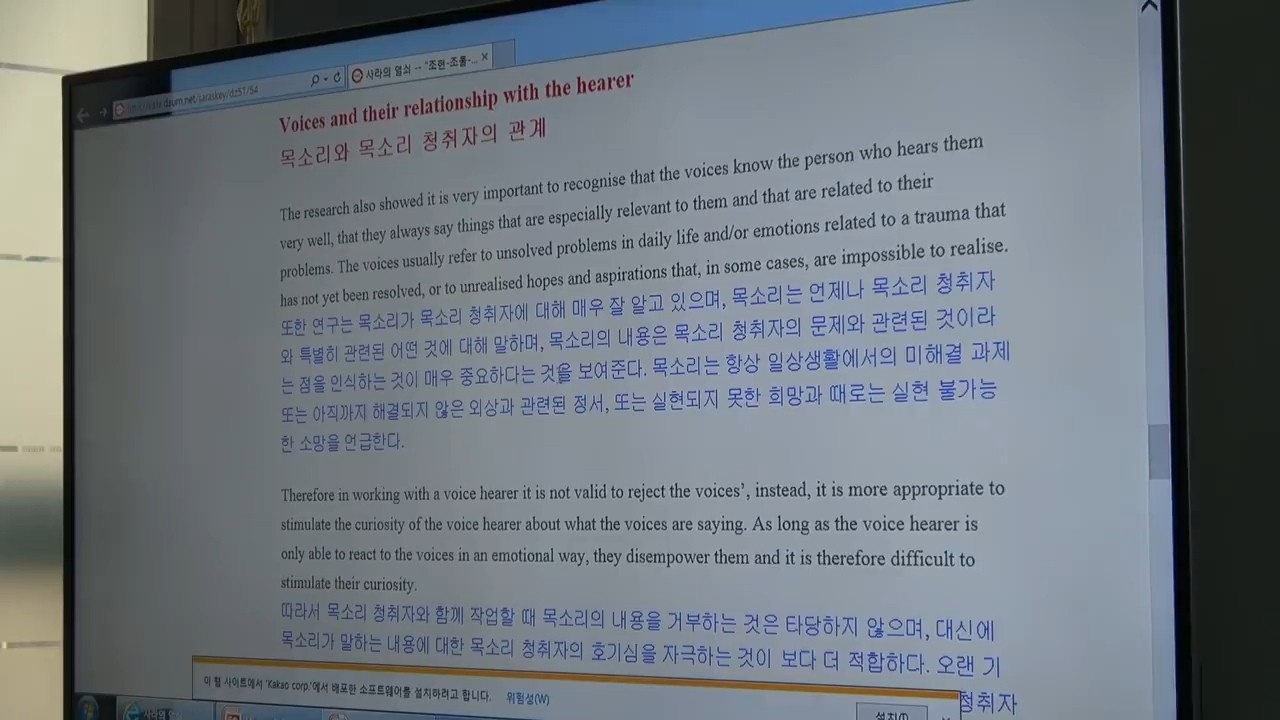 사라의 열쇠 -- "조현-조울-...
Voices and their relationship with the hearer
목소리와 목소리 청취자의 관계
The research also showed it is very important to recognise that the voices know the person who hears them
very well, that they always say things that are especially relevant to them and that are related to their
problems. The voices usually refer to unsolved problems in daily life and/or emotions related to a trauma that
has not yet been resolved, or to unrealised hopes and aspirations that, in some cases, are impossible to realise.
또한 연구는 목소리가 목소리 청취자에 대해 매우 잘 알고 있으며, 목소리는 언제나 목소리 청취자
와 특별히 관련된 어떤 것에 대해 말하며, 목소리의 내용은 목소리 청취자의 문제와 관련된 것이라
는 점을 인식하는 것이 매우 중요하다는 것을 보여준다. 목소리는 항상 일상생활에서의 미해결 과제
또는 아직까지 해결되지 않은 외상과 관련된 정서, 또는 실현되지 못한 희망과 때로는 실현 불가능
한 소망을 언급한다.
Therefore in working with a voice hearer it is not valid to reject the voices', instead, it is more appropriate to
stimulate the curiosity of the voice hearer about what the voices are saying. As long as the voice hearer is
only able to react to the voices in an emotional way, they disempower them and it is therefore difficult to
stimulate their curiosity.
따라서 목소리 청취자와 함께 작업할 때 목소리의 내용을 거부하는 것은 타당하지 않으며, 대신에
목소리가 말하는 내용에 대한 목소리 청취자의 호기심을 자극하는 것이 보다 더 적합하다. 오랜 기
청취자
이 웹 사이트에서 'Kakao corp.'에서 배포한 소프트웨어를 설치하려고 합니다. 위험성(W)